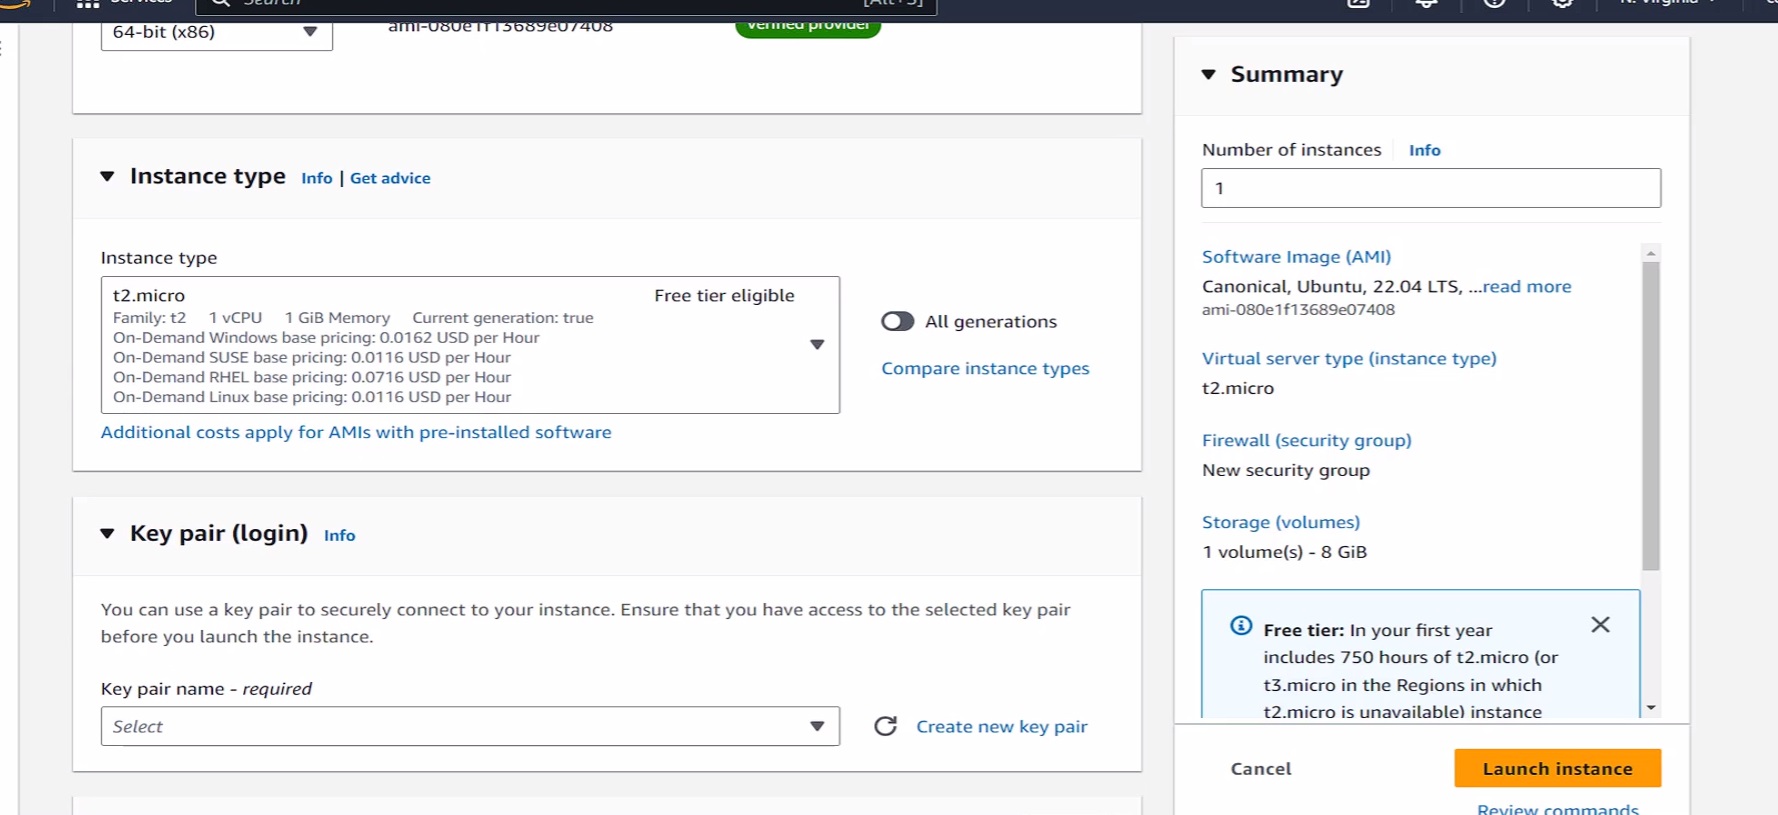 Services
Search
[Alt+S]
N. Virginia
64-bit (x86)
ami-080e1f13689e07408
Verified provider
Instance type
Info | Get advice
Instance type
t2.micro
Free tier eligible
Family: t2 1 vCPU 1 GiB Memory Current generation: true
On-Demand Windows base pricing: 0.0162 USD per Hour
On-Demand SUSE base pricing: 0.0116 USD per Hour
On-Demand RHEL base pricing: 0.0716 USD per Hour
On-Demand Linux base pricing: 0.0116 USD per Hour
All generations
Compare instance types
Additional costs apply for AMIs with pre-installed software
Key pair (login) Info
You can use a key pair to securely connect to your instance. Ensure that you have access to the selected key pair
before you launch the instance.
Key pair name - required
Select
Create new key pair
Summary
Number of instances
Info
1
Software Image (AMI)
Canonical, Ubuntu, 22.04 LTS, ...read more
ami-080e1f13689e07408
Virtual server type (instance type)
t2.micro
Firewall (security group)
New security group
Storage (volumes)
1 volume(s) - 8 GiB
Free tier: In your first year
includes 750 hours of t2.micro (or
t3.micro in the Regions in which
t2.micro is unavailable) instance
Cancel
Launch instance
Review commands